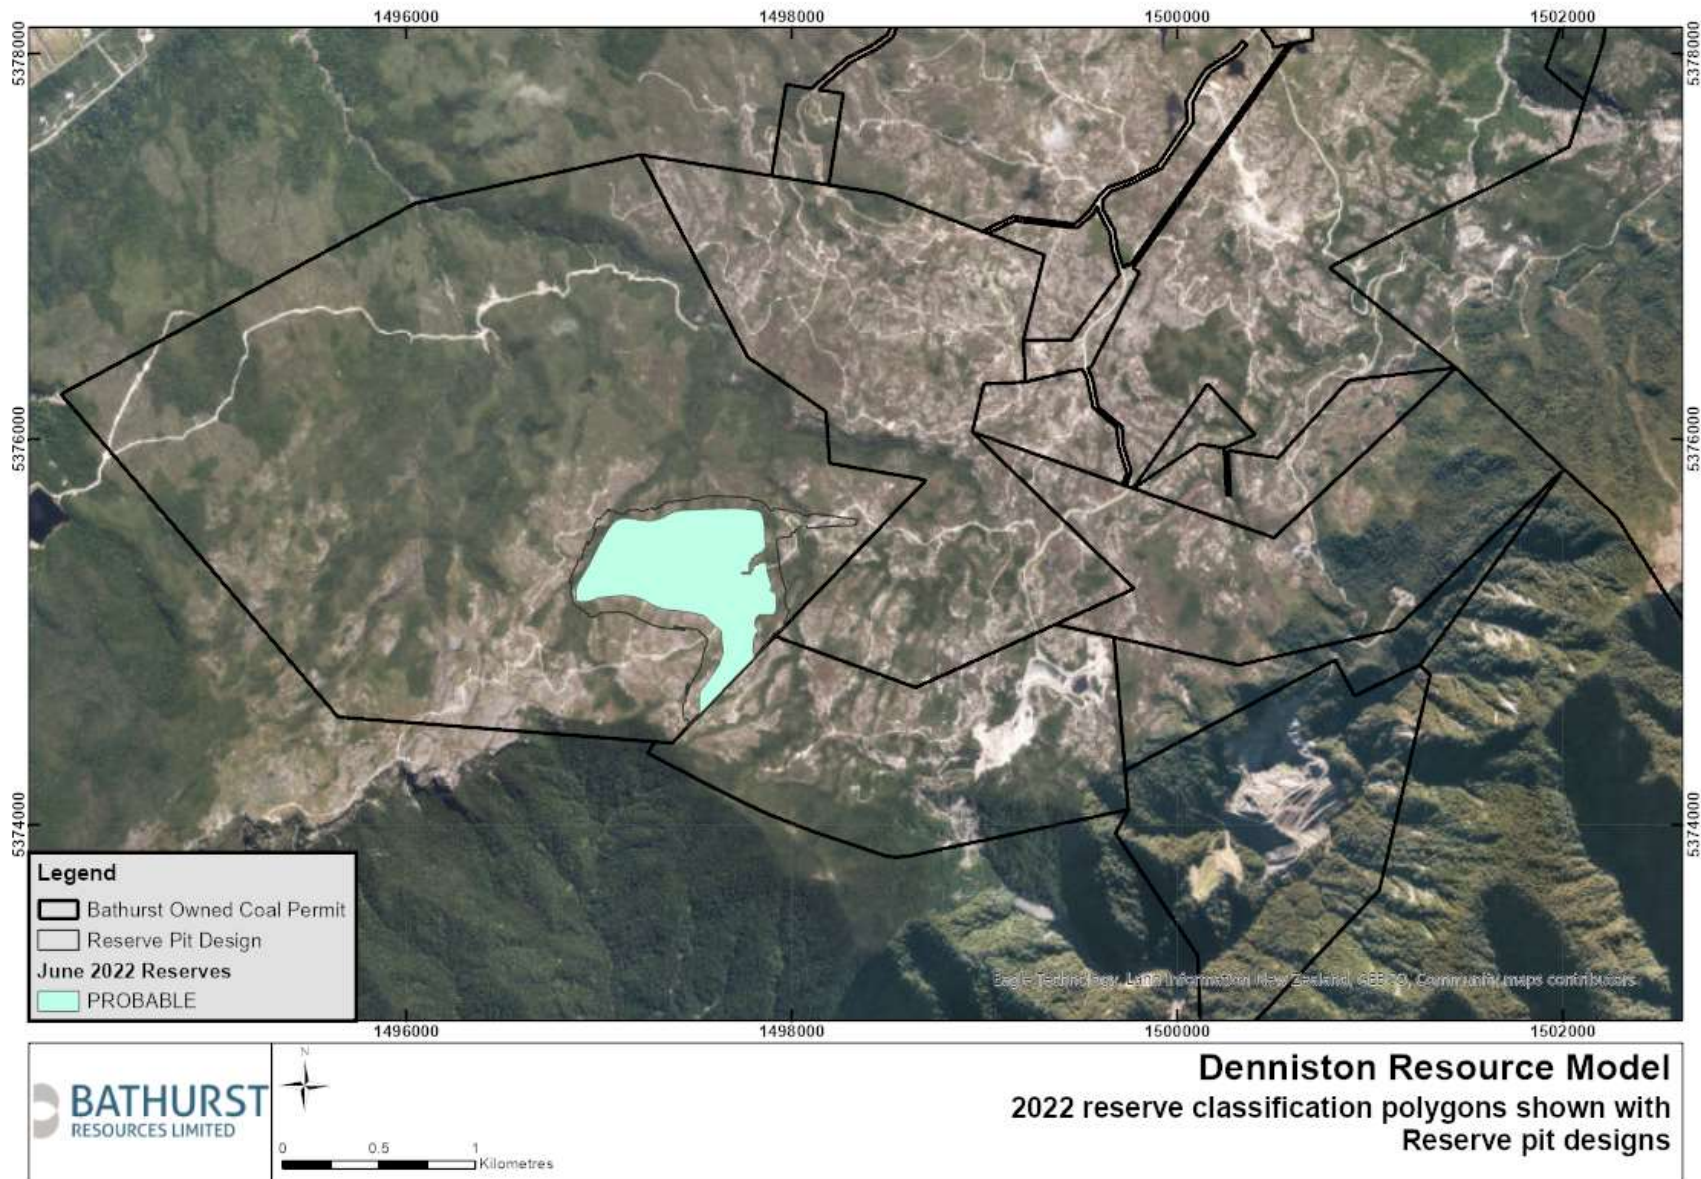 1496000 1498000 1500000 1502000
5378000 5378000
5376000 5376000
5374000 5374000
Legend
Bathurst Owned Coal Permit
Reserve Pit Design
June 2022 Reserves
PROBABLE
Eagle Technology, Land Information New Zealand, GEBCO, Community maps contributors
1496000 1498000 1500000 1502000
BATHURST
RESOURCES LIMITED
N
0 0.5 1
Kilometres
Denniston Resource Model
2022 reserve classification polygons shown with
Reserve pit designs